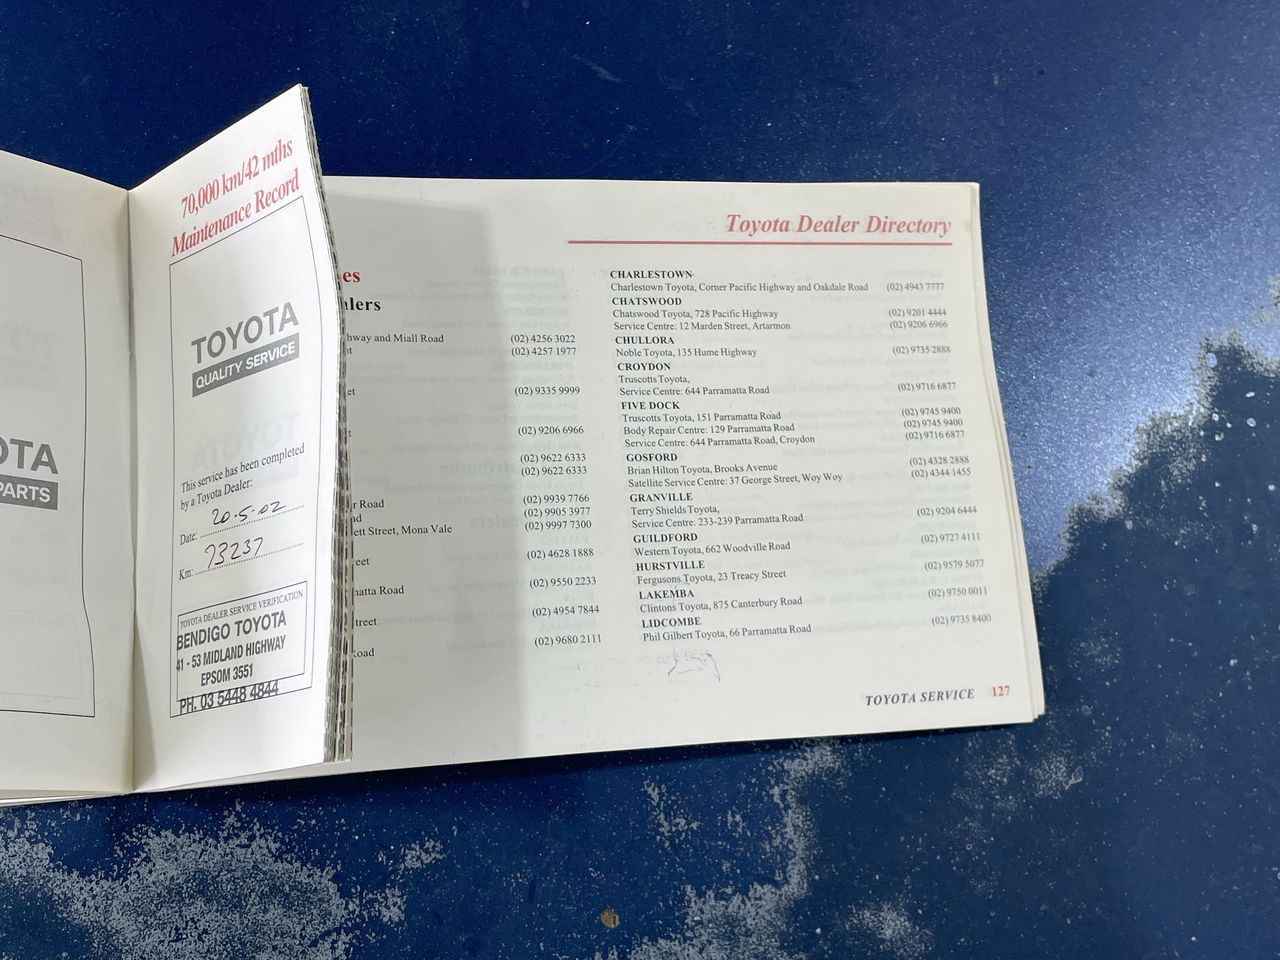 OTA
PARTS
70,000 km/42 mths
Maintenance Record
TOYOTA
QUALITY SERVICE
This service has been completed
by a Toyota Dealer:
Date: 20-5-02
Km: 73237
TOYOTA DEALER SERVICE VERIFICATION
BENDIGO TOYOTA
41 - 53 MIDLAND HIGHWAY
EPSOM 3551
PH. 03 5448 4844
es
alers
hway and Miall Road (02) 4256 3022
nt (02) 4257 1977
et (02) 9335 9999
t (02) 9206 6966
(02) 9622 6333
(02) 9622 6333
r Road (02) 9939 7766
ad (02) 9905 3977
ett Street, Mona Vale (02) 9997 7300
eet (02) 4628 1888
matta Road (02) 9550 2233
treet (02) 4954 7844
Road (02) 9680 2111
Toyota Dealer Directory
CHARLESTOWN
Charlestown Toyota, Corner Pacific Highway and Oakdale Road (02) 4943 7777
CHATSWOOD
Chatswood Toyota, 728 Pacific Highway (02) 9201 4444
Service Centre: 12 Marden Street, Artarmon (02) 9206 6966
CHULLORA
Noble Toyota, 135 Hume Highway (02) 9735 2888
CROYDON
Truscotts Toyota,
Service Centre: 644 Parramatta Road (02) 9716 6877
FIVE DOCK
Truscotts Toyota, 151 Parramatta Road (02) 9745 9400
Body Repair Centre: 129 Parramatta Road (02) 9745 9400
Service Centre: 644 Parramatta Road, Croydon (02) 9716 6877
GOSFORD
Brian Hilton Toyota, Brooks Avenue (02) 4328 2888
Satellite Service Centre: 37 George Street, Woy Woy (02) 4344 1455
GRANVILLE
Terry Shields Toyota,
Service Centre: 233-239 Parramatta Road (02) 9204 6444
GUILDFORD
Western Toyota, 662 Woodville Road (02) 9727 4111
HURSTVILLE
Fergusons Toyota, 23 Treacy Street (02) 9579 5077
LAKEMBA
Clintons Toyota, 875 Canterbury Road (02) 9750 0011
LIDCOMBE
Phil Gilbert Toyota, 66 Parramatta Road (02) 9735 8400
TOYOTA SERVICE 127